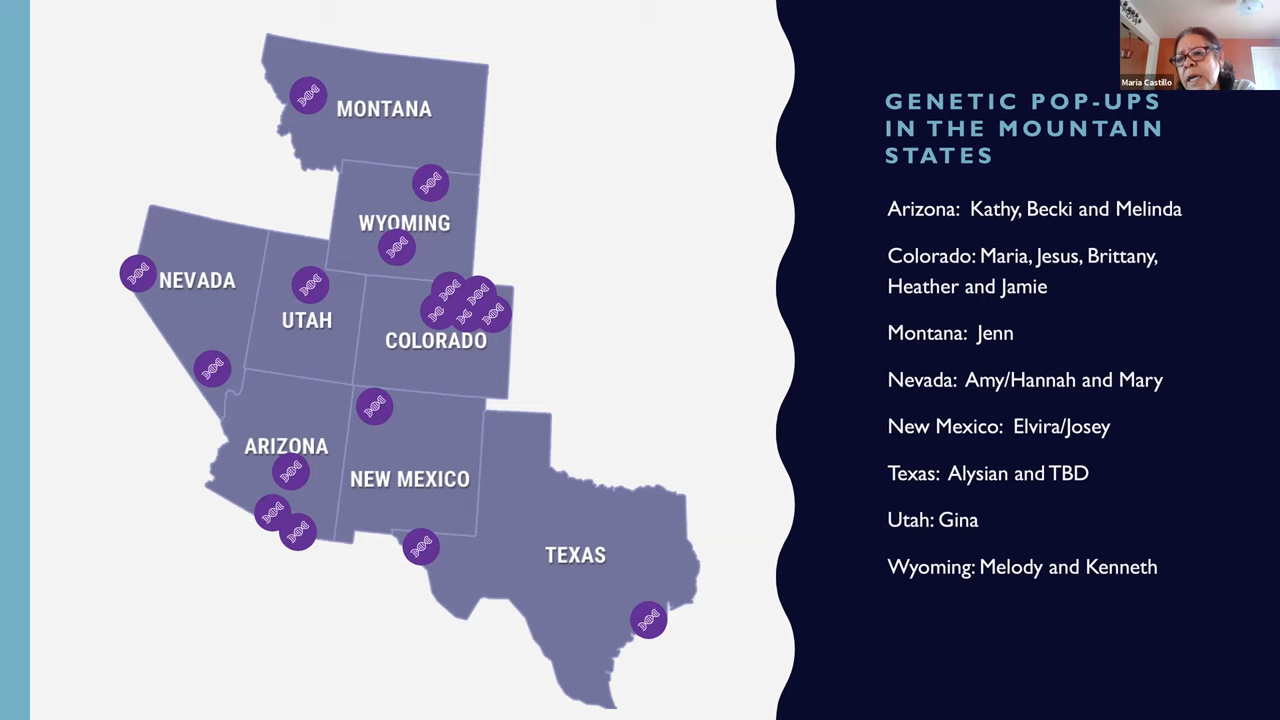 MONTANA
WYOMING
NEVADA
UTAH
COLORADO
ARIZONA
NEW MEXICO
TEXAS
Maria Castillo
GENETIC POP-UPS
IN THE MOUNTAIN
STATES
Arizona: Kathy, Becki and Melinda
Colorado: Maria, Jesus, Brittany,
Heather and Jamie
Montana: Jenn
Nevada: Amy/Hannah and Mary
New Mexico: Elvira/Josey
Texas: Alysian and TBD
Utah: Gina
Wyoming: Melody and Kenneth